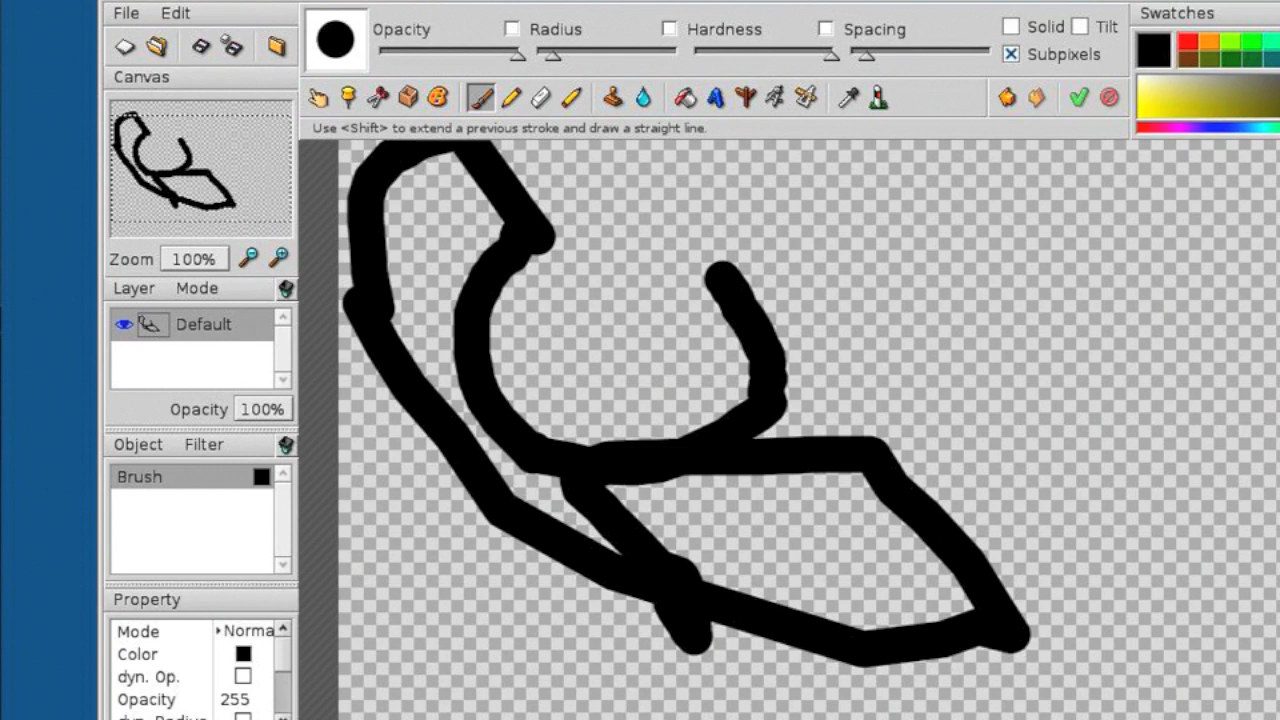 File Edit
Opacity Radius Hardness Spacing Solid Tilt
Subpixels
Swatches
Canvas
Use <Shift> to extend a previous stroke and draw a straight line.
Zoom 100%
Layer Mode
Default
Opacity 100%
Object Filter
Brush
Property
Mode Norma
Color
dyn. Op.
Opacity 255
dyn. Radius